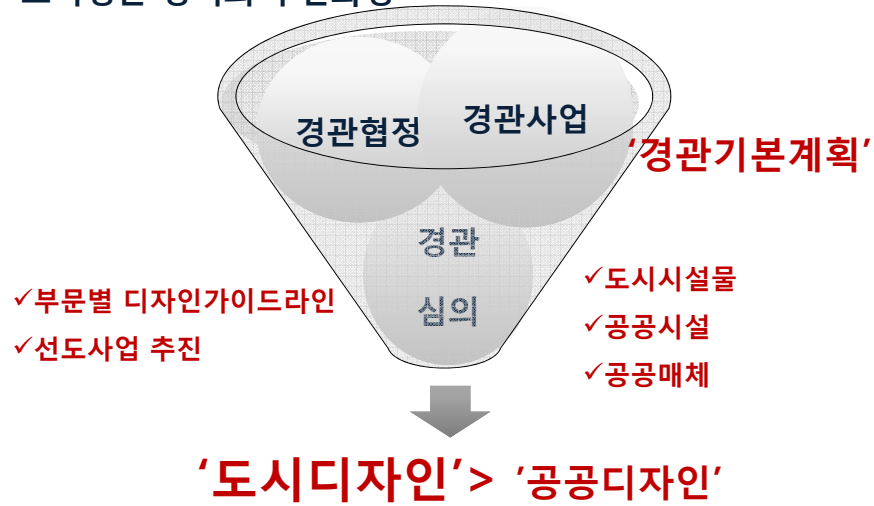 경관협정
경관사업
'경관기본계획'
경관
심의
✓부문별 디자인가이드라인
✓선도사업 추진
✓도시시설물
✓공공시설
✓공공매체
‘도시디자인’> ’공공디자인’